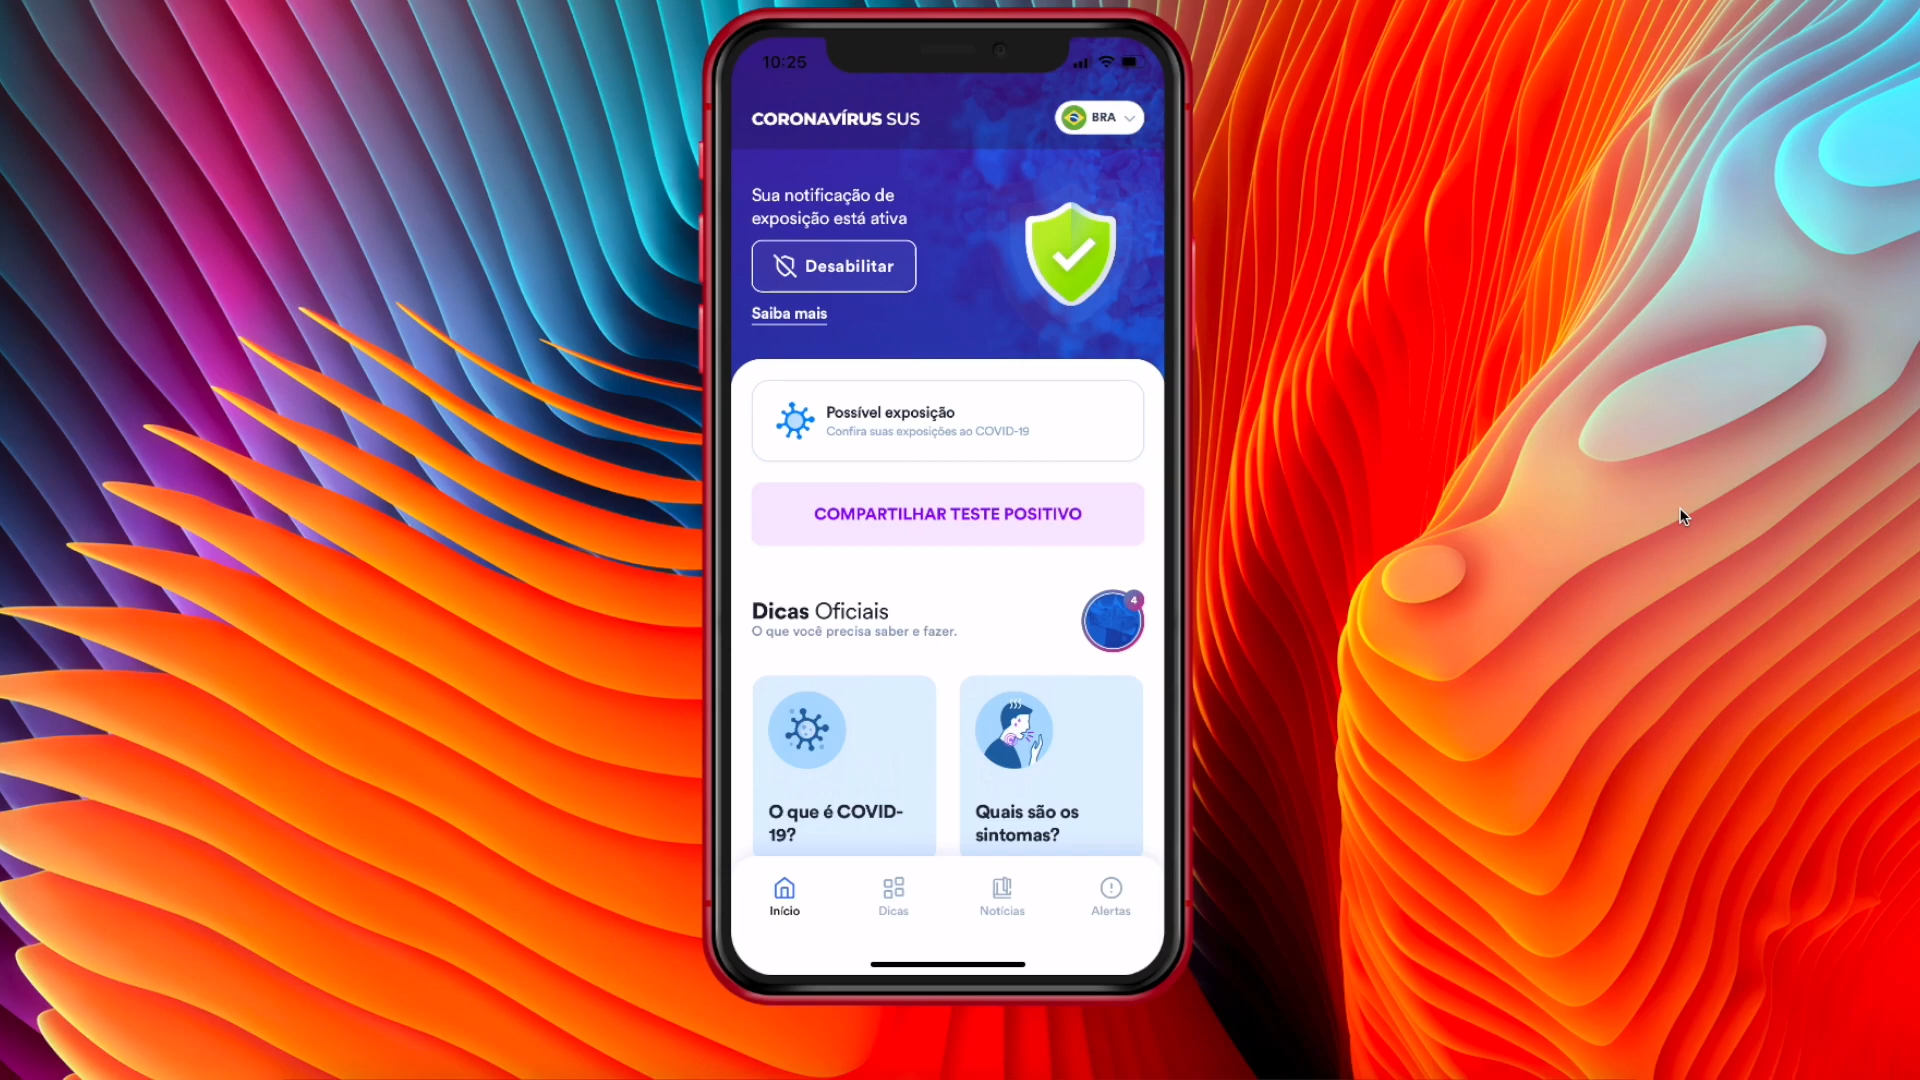 10:25
CORONAVÍRUS SUS
BRA
Sua notificação de
exposição está ativa
Desabilitar
Saiba mais
Possível exposição
Confira suas exposições ao COVID-19
COMPARTILHAR TESTE POSITIVO
Dicas Oficiais
4
O que você precisa saber e fazer.
O que é COVID-
19?
Quais são os
sintomas?
Início
Dicas
Notícias
Alertas